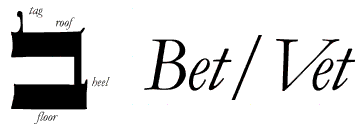 tag
roof
ב
heel
floor
Bet/Vet